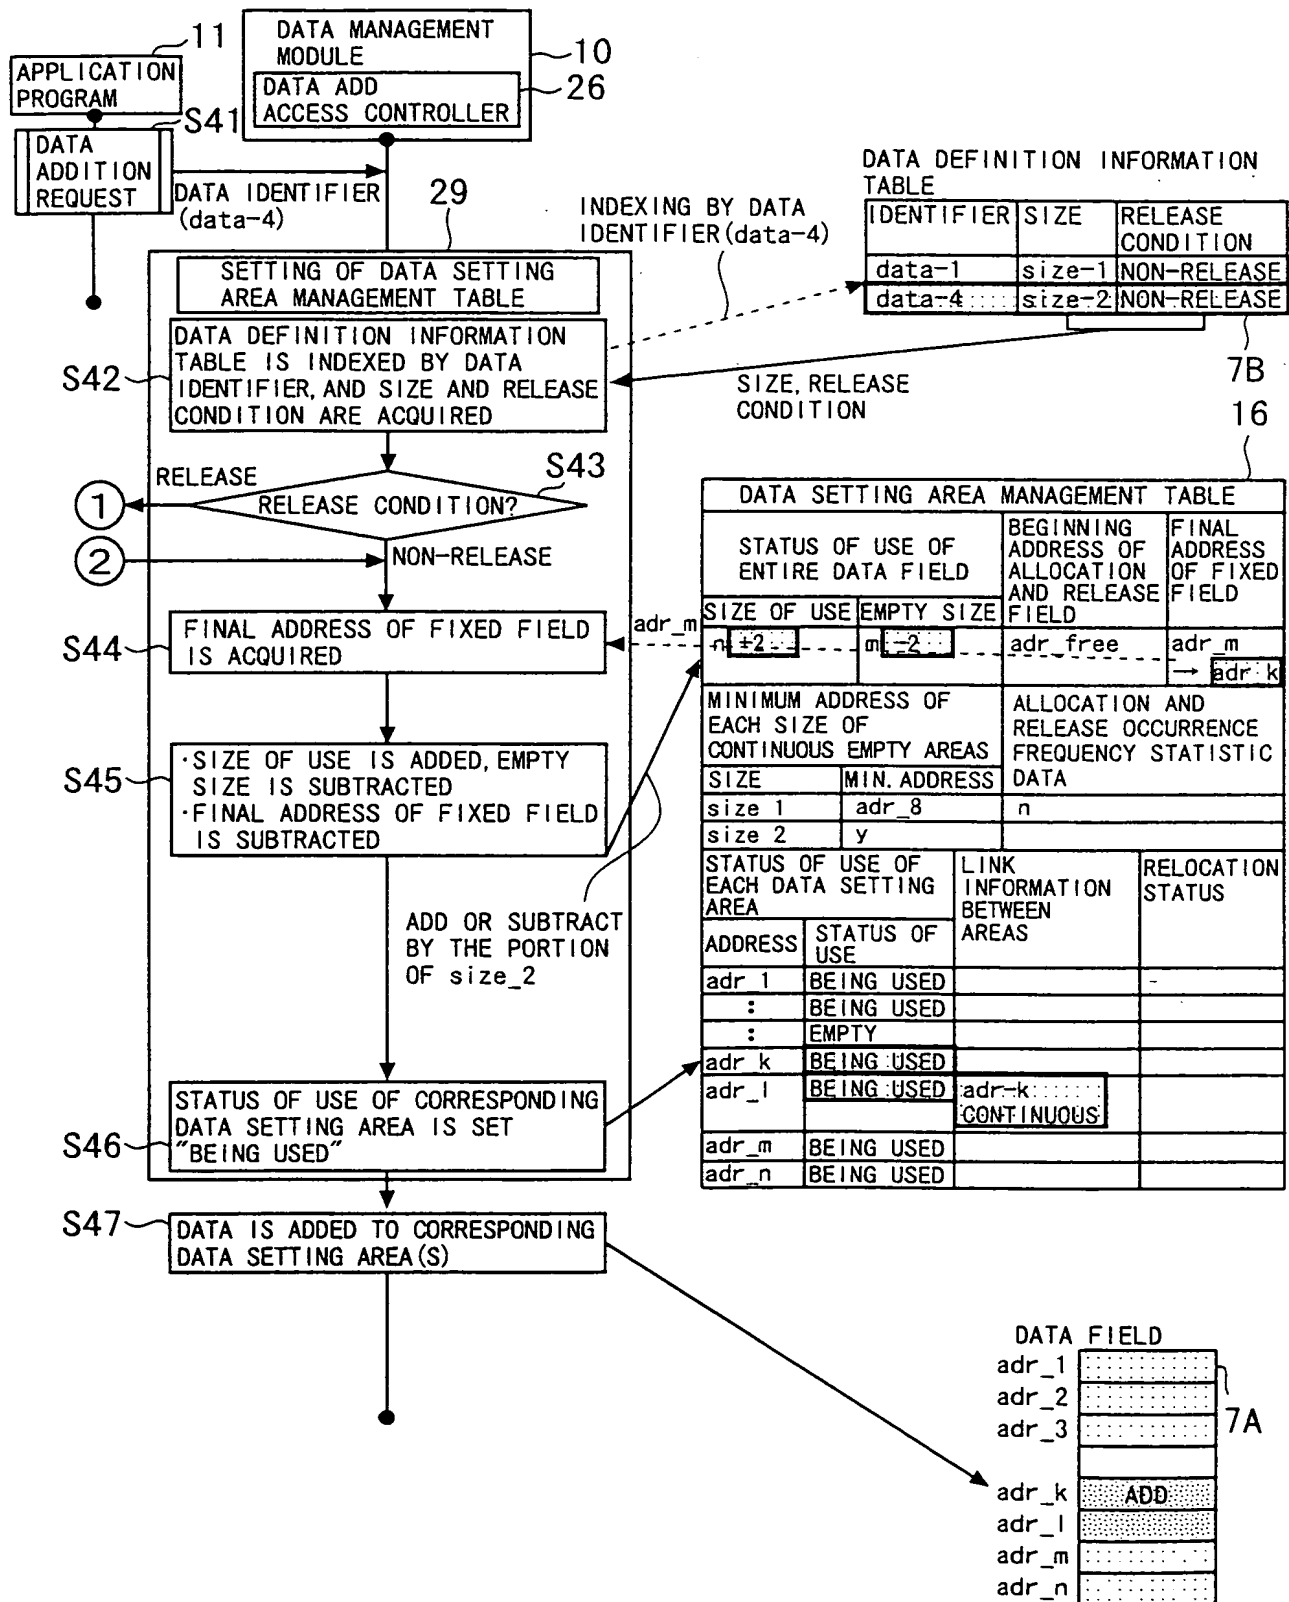 11
APPLICATION
PROGRAM
DATA MANAGEMENT
MODULE
10
DATA ADD
ACCESS CONTROLLER
26
S41
DATA
ADDITION
REQUEST
DATA IDENTIFIER
(data-4)
29
INDEXING BY DATA
IDENTIFIER(data-4)
DATA DEFINITION INFORMATION
TABLE
IDENTIFIER SIZE RELEASE
CONDITION
data-1 size-1 NON-RELEASE
data-4 size-2 NON-RELEASE
7B
SETTING OF DATA SETTING
AREA MANAGEMENT TABLE
S42
DATA DEFINITION INFORMATION
TABLE IS INDEXED BY DATA
IDENTIFIER, AND SIZE AND RELEASE
CONDITION ARE ACQUIRED
SIZE, RELEASE
CONDITION
16
RELEASE
S43
1
RELEASE CONDITION?
2
NON-RELEASE
S44
FINAL ADDRESS OF FIXED FIELD
IS ACQUIRED
adr_m
S45
·SIZE OF USE IS ADDED, EMPTY
SIZE IS SUBTRACTED
·FINAL ADDRESS OF FIXED FIELD
IS SUBTRACTED
ADD OR SUBTRACT
BY THE PORTION
OF size_2
S46
STATUS OF USE OF CORRESPONDING
DATA SETTING AREA IS SET
"BEING USED"
S47
DATA IS ADDED TO CORRESPONDING
DATA SETTING AREA(S)
DATA SETTING AREA MANAGEMENT TABLE
STATUS OF USE OF
ENTIRE DATA FIELD
BEGINNING
ADDRESS OF
ALLOCATION
AND RELEASE
FIELD
FINAL
ADDRESS
OF FIXED
FIELD
SIZE OF USE EMPTY SIZE
n +2 m -2 adr_free adr_m
→ adr k
MINIMUM ADDRESS OF
EACH SIZE OF
CONTINUOUS EMPTY AREAS
ALLOCATION AND
RELEASE OCCURRENCE
FREQUENCY STATISTIC
DATA
SIZE MIN. ADDRESS
size 1 adr_8 n
size 2 y
STATUS OF USE OF
EACH DATA SETTING
AREA
LINK
INFORMATION
BETWEEN
AREAS
RELOCATION
STATUS
ADDRESS STATUS OF
USE
adr_1 BEING USED -
: BEING USED
: EMPTY
adr_k BEING USED
adr_l BEING USED adr-k
CONTINUOUS
adr_m BEING USED
adr_n BEING USED
DATA FIELD
adr_1
adr_2
adr_3
7A
adr_k ADD
adr_l
adr_m
adr_n